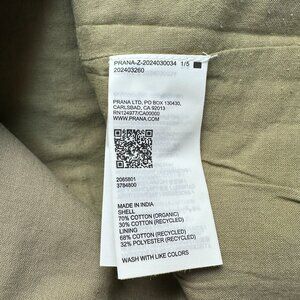 PRANA-Z-2024030034 1/5
202403260
PRANA LTD, PO BOX 130430,
CARLSBAD, CA 92013
RN124977/CA00002
WWW.PRANA.COM
2065801
3784800
MADE IN INDIA
SHELL
70% COTTON (ORGANIC)
30% COTTON (RECYCLED)
LINING
68% COTTON (RECYCLED)
32% POLYESTER (RECYCLED)
WASH WITH LIKE COLORS